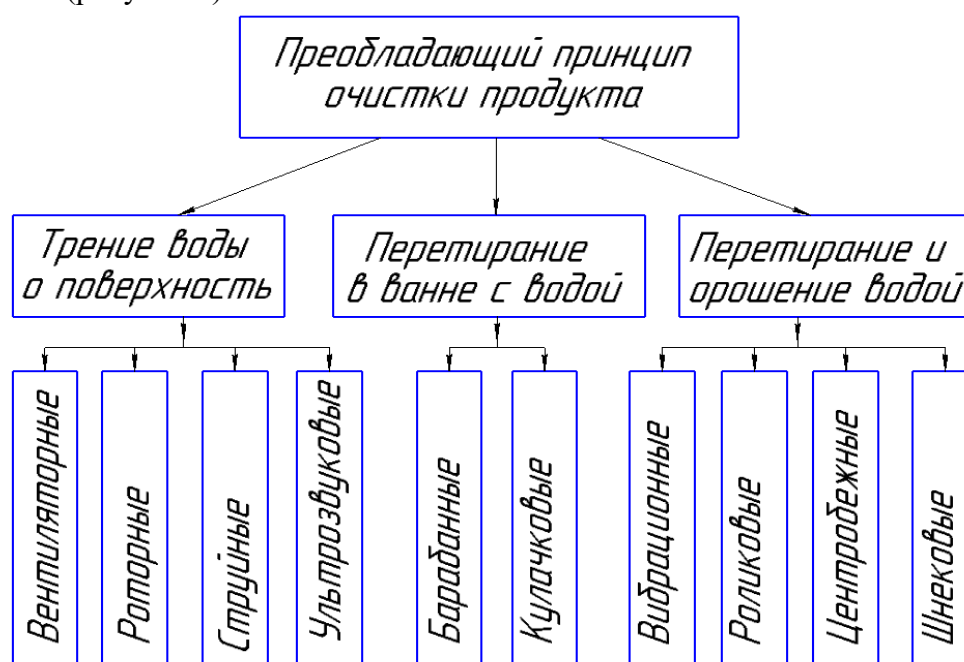 Преобладающий принцип
очистки продукта
Трение воды
о поверхность
Перетирание
в ванне с водой
Перетирание и
орошение водой
Вентиляторные
Роторные
Струйные
Ультрозвуковые
Барабанные
Кулачковые
Вибрационные
Роликовые
Центробежные
Шнековые